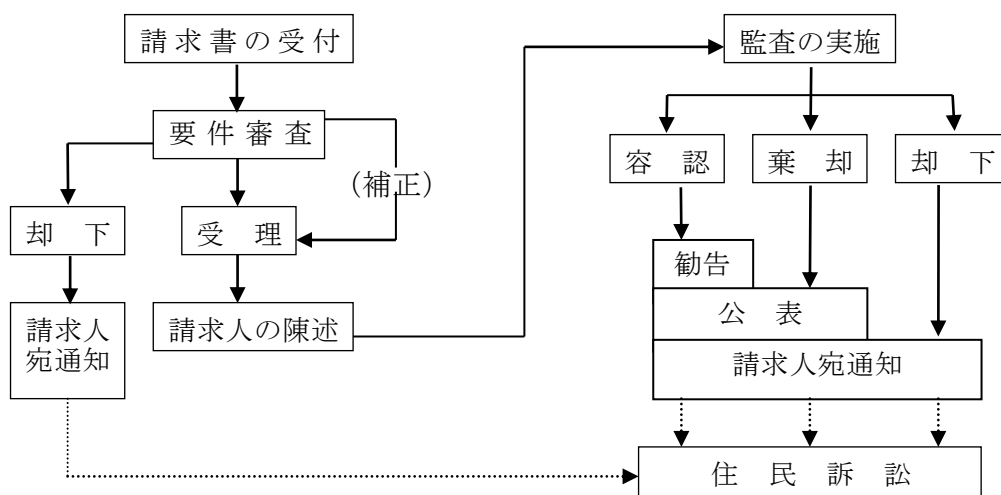 請求書の受付
要件審査
(補正)
却下
受理
請求人
宛通知
請求人の陳述
監査の実施
容認
棄却
却下
勧告
公表
請求人宛通知
住民訴訟